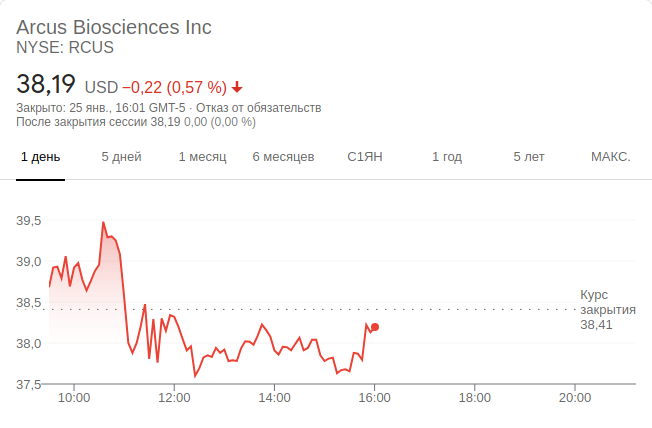 Arcus Biosciences Inc
NYSE: RCUS
38,19 USD −0,22 (0,57 %)
Закрыто: 25 янв., 16:01 GMT-5 · Отказ от обязательств
После закрытия сессии 38,19 0,00 (0,00 %)
1 день 5 дней 1 месяц 6 месяцев С1ЯН 1 год 5 лет МАКС.
39,5
39,0
38,5
38,0
37,5
Курс
закрытия
38,41
10:00 12:00 14:00 16:00 18:00 20:00